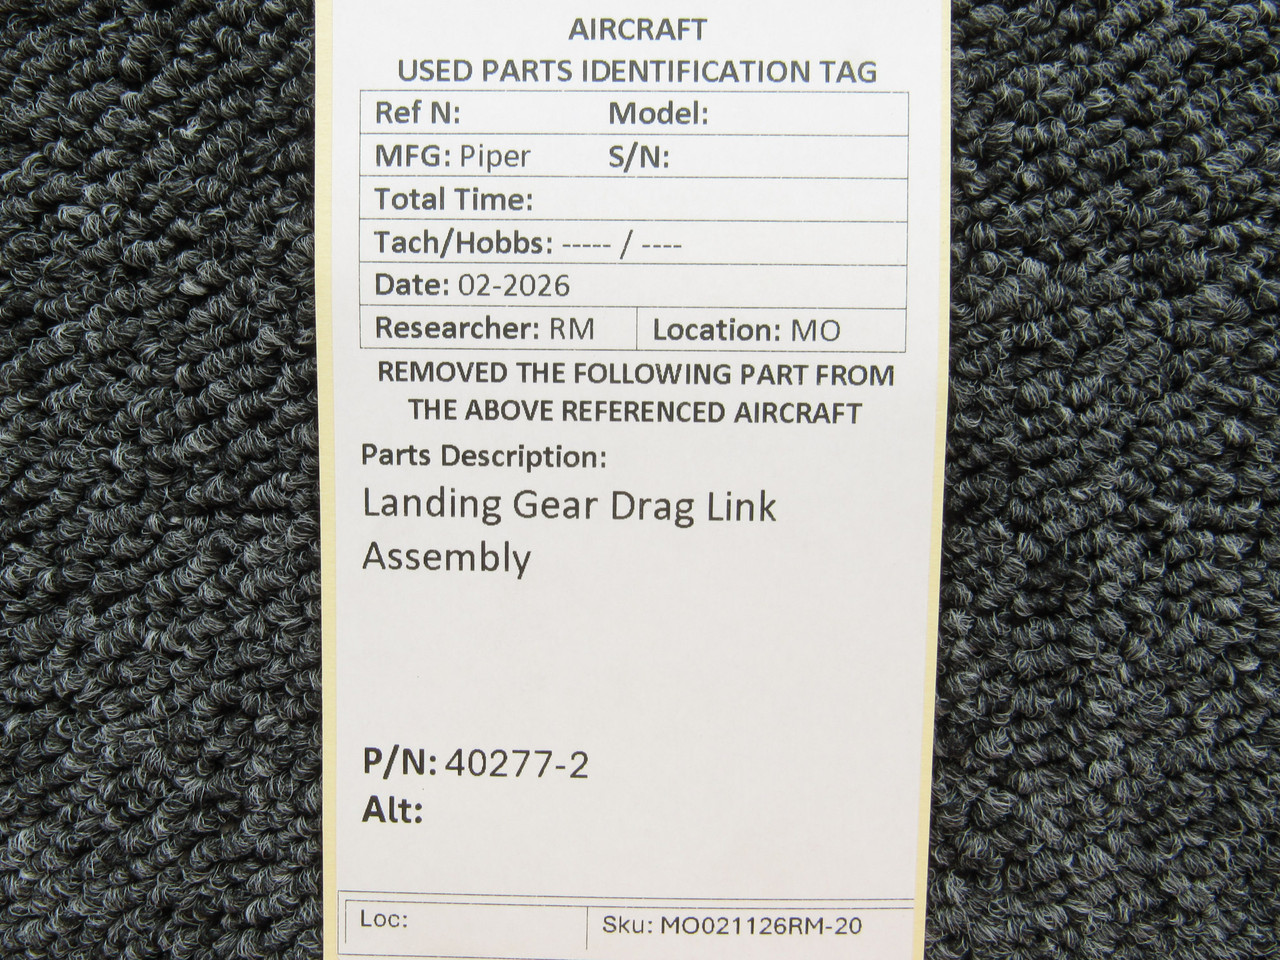 AIRCRAFT
USED PARTS IDENTIFICATION TAG
Ref N: Model:
MFG: Piper S/N:
Total Time:
Tach/Hobbs: ----- / ----
Date: 02-2026
Researcher: RM Location: MO
REMOVED THE FOLLOWING PART FROM
THE ABOVE REFERENCED AIRCRAFT
Parts Description:
Landing Gear Drag Link
Assembly
P/N: 40277-2
Alt:
Loc: Sku: MO021126RM-20